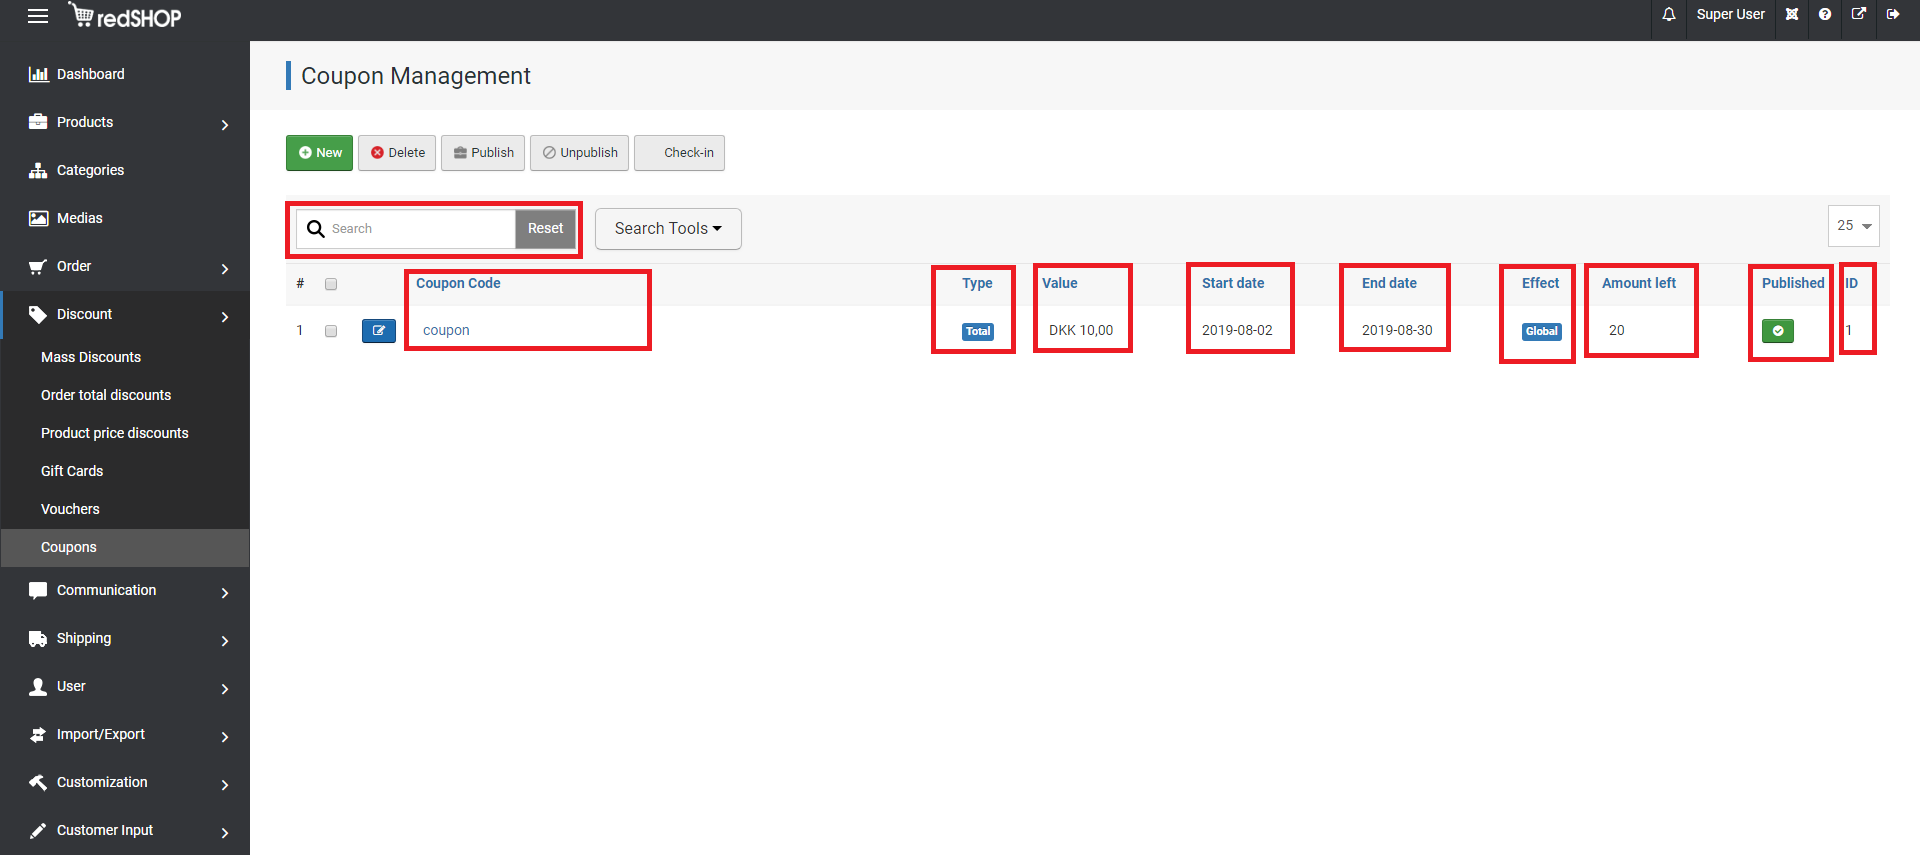 redSHOP
Super User
Dashboard
Products
Categories
Medias
Order
Discount
Mass Discounts
Order total discounts
Product price discounts
Gift Cards
Vouchers
Coupons
Communication
Shipping
User
Import/Export
Customization
Customer Input
Coupon Management
New Delete Publish Unpublish Check-in
Search Reset Search Tools 25
# Coupon Code Type Value Start date End date Effect Amount left Published ID
1 coupon Total DKK 10,00 2019-08-02 2019-08-30 Global 20 1